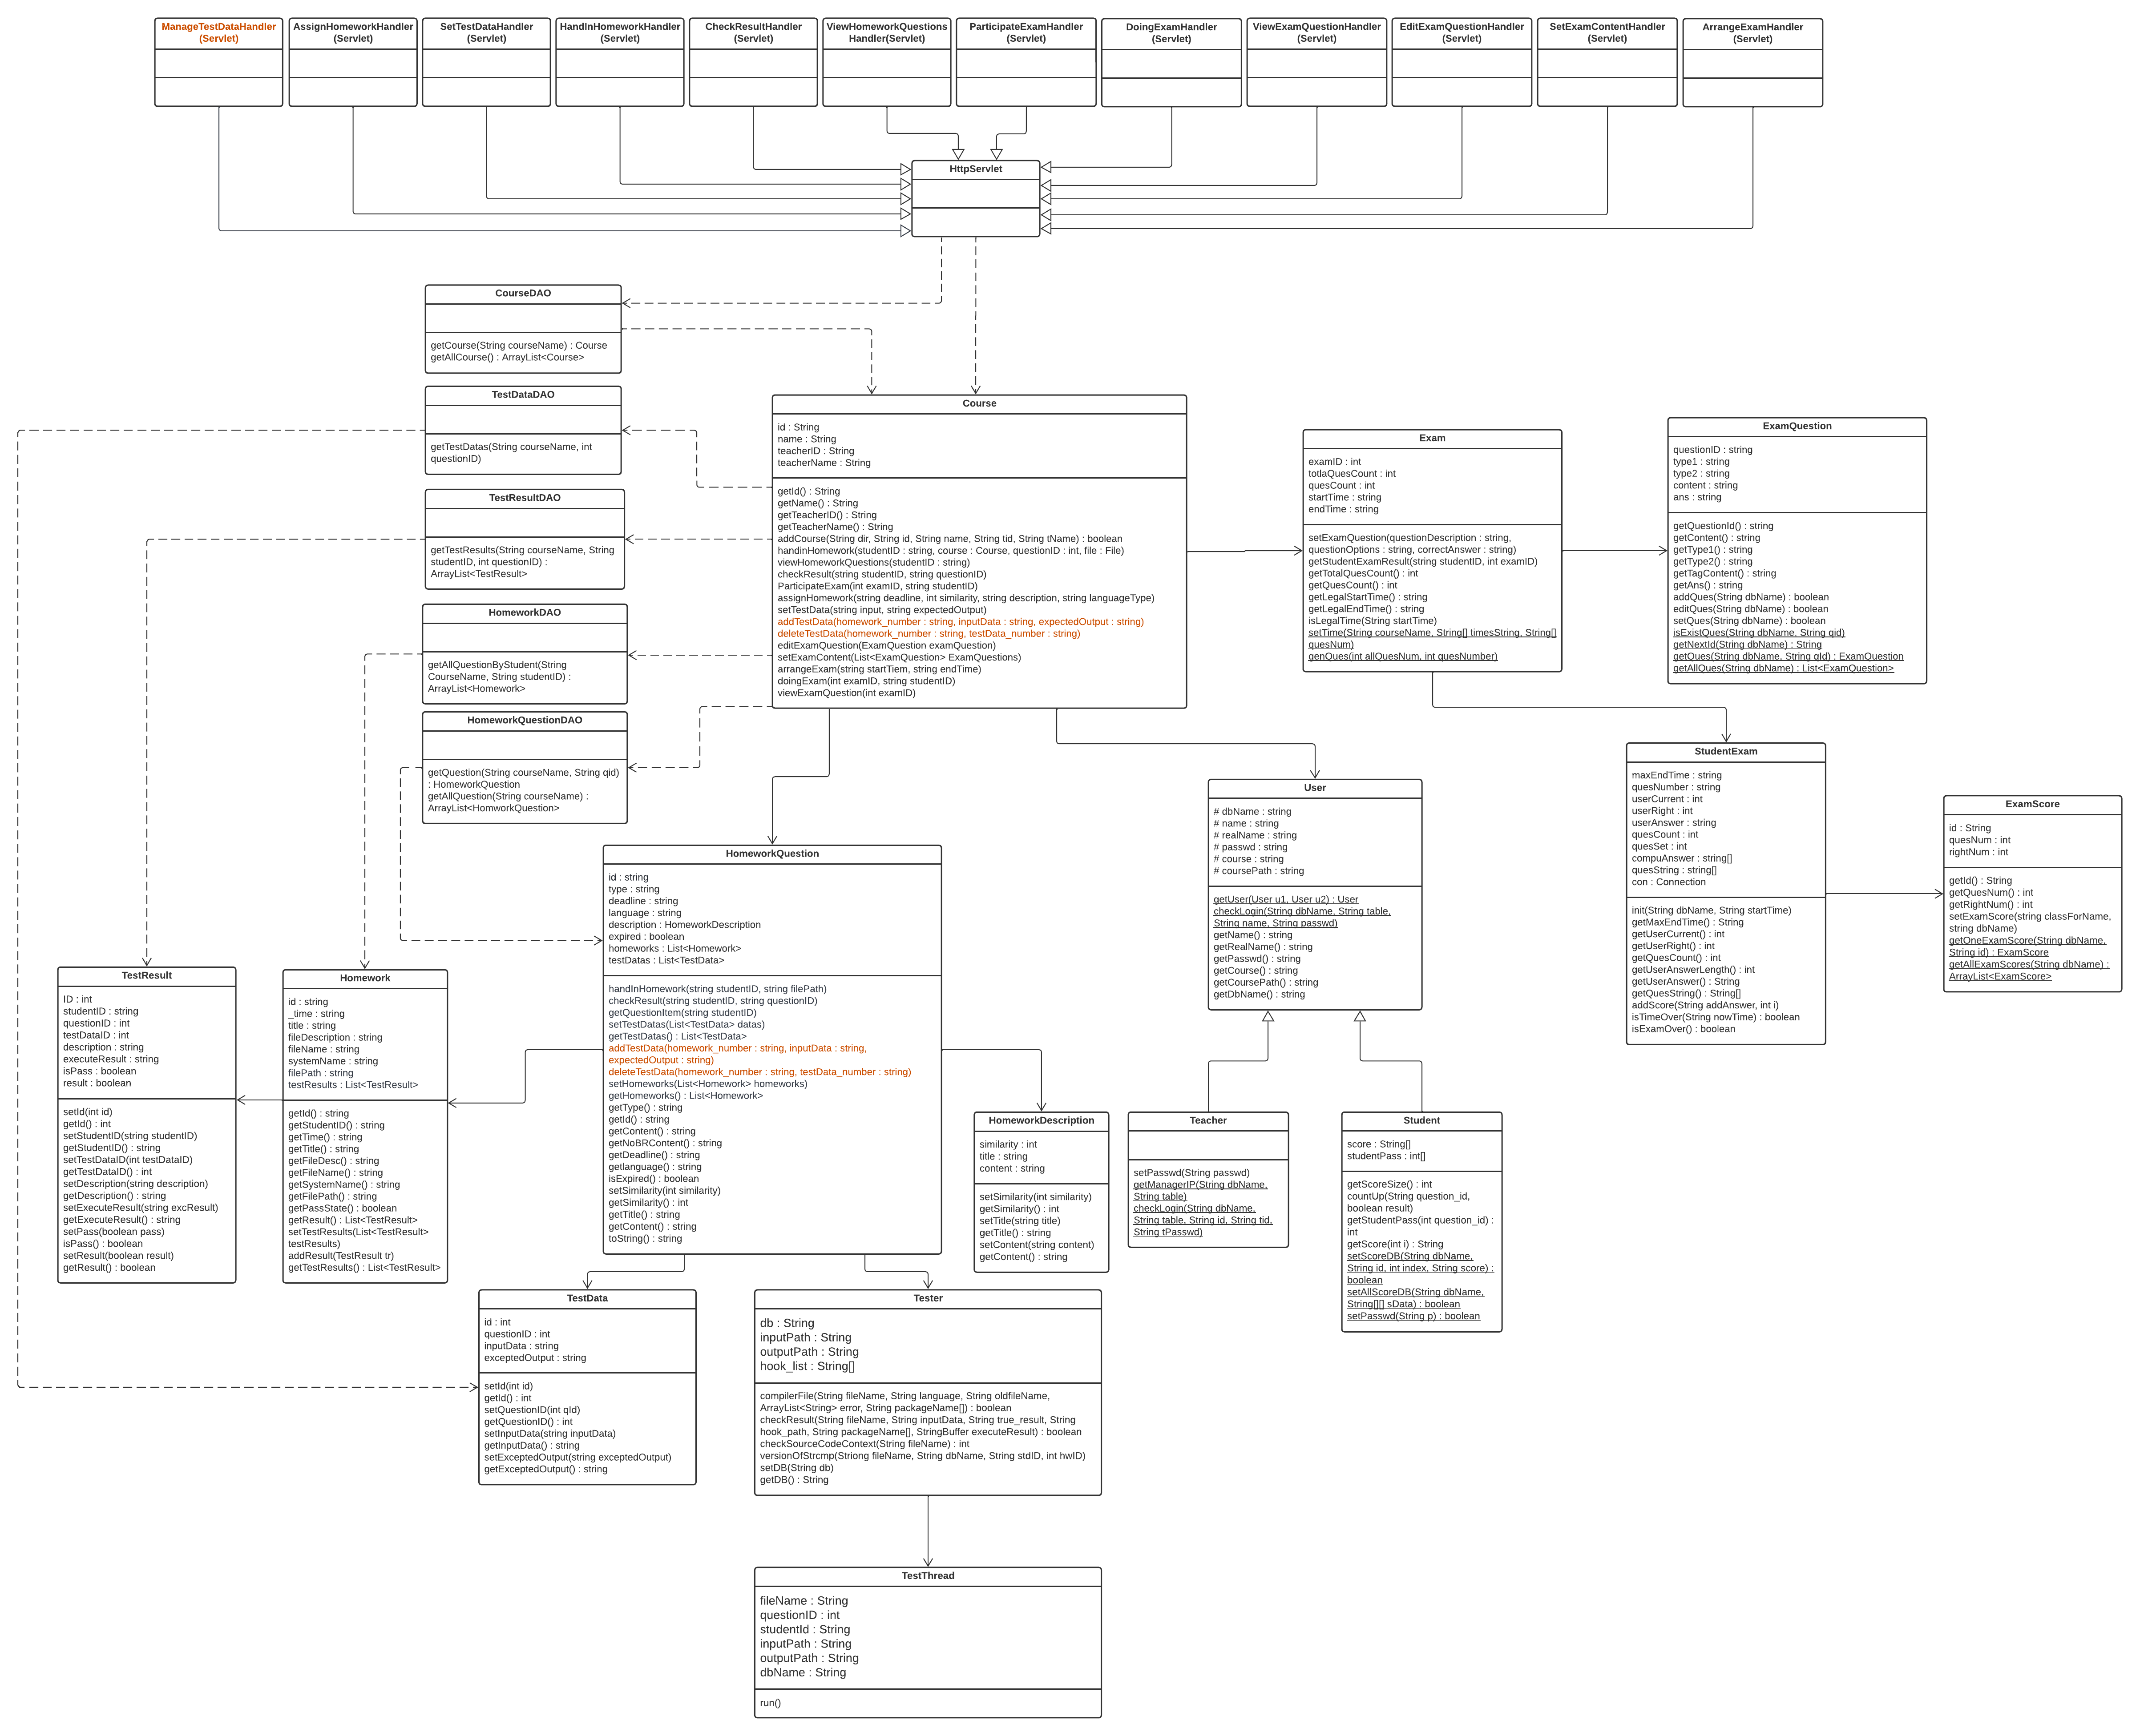 ManageTestDataHandler
(Servlet)
AssignHomeworkHandler
(Servlet)
SetTestDataHandler
(Servlet)
HandInHomeworkHandler
(Servlet)
CheckResultHandler
(Servlet)
ViewHomeworkQuestions
Handler(Servlet)
ParticipateExamHandler
(Servlet)
DoingExamHandler
(Servlet)
ViewExamQuestionHandler
(Servlet)
EditExamQuestionHandler
(Servlet)
SetExamContentHandler
(Servlet)
ArrangeExamHandler
(Servlet)
HttpServlet
CourseDAO
getCourse(String courseName) : Course
getAllCourse() : ArrayList<Course>
TestDataDAO
getTestDatas(String courseName, int
questionID)
TestResultDAO
getTestResults(String courseName, String
studentID, int questionID) :
ArrayList<TestResult>
HomeworkDAO
getAllQuestionByStudent(String
CourseName, String studentID) :
ArrayList<Homework>
HomeworkQuestionDAO
getQuestion(String courseName, String qid)
: HomeworkQuestion
getAllQuestion(String courseName) :
ArrayList<HomworkQuestion>
Course
id : String
name : String
teacherID : String
teacherName : String
getId() : String
getName() : String
getTeacherID() : String
getTeacherName() : String
addCourse(String dir, String id, String name, String tid, String tName) : boolean
handinHomework(studentID : string, course : Course, questionID : int, file : File)
viewHomeworkQuestions(studentID : string)
checkResult(string studentID, string questionID)
ParticipateExam(int examID, string studentID)
assignHomework(string deadline, int similarity, string description, string languageType)
setTestData(string input, string expectedOutput)
addTestData(homework_number : string, inputData : string, expectedOutput : string)
deleteTestData(homework_number : string, testData_number : string)
editExamQuestion(ExamQuestion examQuestion)
setExamContent(List<ExamQuestion> ExamQuestions)
arrangeExam(string startTiem, string endTime)
doingExam(int examID, string studentID)
viewExamQuestion(int examID)
Exam
examID : int
totlaQuesCount : int
quesCount : int
startTime : string
endTime : string
setExamQuestion(questionDescription : string,
questionOptions : string, correctAnswer : string)
getStudentExamResult(string studentID, int examID)
getTotalQuesCount() : int
getQuesCount() : int
getLegalStartTime() : string
getLegalEndTime() : string
isLegalTime(String startTime)
setTime(String courseName, String[] timesString, String[]
quesNum)
genQues(int allQuesNum, int quesNumber)
ExamQuestion
questionID : string
type1 : string
type2 : string
content : string
ans : string
getQuestionId() : string
getContent() : string
getType1() : string
getType2() : string
getTagContent() : string
getAns() : string
addQues(String dbName) : boolean
editQues(String dbName) : boolean
setQues(String dbName) : boolean
isExistQues(String dbName, String qid)
getNextId(String dbName) : String
getQues(String dbName, String qId) : ExamQuestion
getAllQues(String dbName) : List<ExamQuestion>
StudentExam
maxEndTime : string
quesNumber : string
userCurrent : int
userRight : int
userAnswer : string
quesCount : int
quesSet : int
compuAnswer : string[]
quesString : string[]
con : Connection
init(String dbName, String startTime)
getMaxEndTime() : String
getUserCurrent() : int
getUserRight() : int
getQuesCount() : int
getUserAnswerLength() : int
getUserAnswer() : String
getQuesString() : String[]
addScore(String addAnswer, int i)
isTimeOver(String nowTime) : boolean
isExamOver() : boolean
ExamScore
id : String
quesNum : int
rightNum : int
getId() : String
getQuesNum() : int
getRightNum() : int
setExamScore(string classForName,
string dbName)
getOneExamScore(String dbName,
String id) : ExamScore
getAllExamScores(String dbName) :
ArrayList<ExamScore>
User
# dbName : string
# name : string
# realName : string
# passwd : string
# course : string
# coursePath : string
getUser(User u1, User u2) : User
checkLogin(String dbName, String table,
String name, String passwd)
getName() : string
getRealName() : string
getPasswd() : string
getCourse() : string
getCoursePath() : string
getDbName() : string
HomeworkQuestion
id : string
type : string
deadline : string
language : string
description : HomeworkDescription
expired : boolean
homeworks : List<Homework>
testDatas : List<TestData>
handInHomework(string studentID, string filePath)
checkResult(string studentID, string questionID)
getQuestionItem(string studentID)
setTestDatas(List<TestData> datas)
getTestDatas() : List<TestData>
addTestData(homework_number : string, inputData : string,
expectedOutput : string)
deleteTestData(homework_number : string, testData_number : string)
setHomeworks(List<Homework> homeworks)
getHomeworks() : List<Homework>
getType() : string
getId() : string
getContent() : string
getNoBRContent() : string
getDeadline() : string
getlanguage() : string
isExpired() : boolean
setSimilarity(int similarity)
getSimilarity() : int
getTitle() : string
getContent() : string
toString() : string
TestResult
ID : int
studentID : string
questionID : int
testDataID : int
description : string
executeResult : string
isPass : boolean
result : boolean
setId(int id)
getId() : int
setStudentID(string studentID)
getStudentID() : string
setTestDataID(int testDataID)
getTestDataID() : int
setDescription(string description)
getDescription() : string
setExecuteResult(string excResult)
getExecuteResult() : string
setPass(boolean pass)
isPass() : boolean
setResult(boolean result)
getResult() : boolean
Homework
id : string
_time : string
title : string
fileDescription : string
fileName : string
systemName : string
filePath : string
testResults : List<TestResult>
getId() : string
getStudentID() : string
getTime() : string
getTitle() : string
getFileDesc() : string
getFileName() : string
getSystemName() : string
getFilePath() : string
getPassState() : boolean
getResult() : List<TestResult>
setTestResults(List<TestResult>
testResults)
addResult(TestResult tr)
getTestResults() : List<TestResult>
HomeworkDescription
similarity : int
title : string
content : string
setSimilarity(int similarity)
getSimilarity() : int
setTitle(string title)
getTitle() : string
setContent(string content)
getContent() : string
Teacher
setPasswd(String passwd)
getManagerIP(String dbName,
String table)
checkLogin(String dbName,
String table, String id, String tid,
String tPasswd)
Student
score : String[]
studentPass : int[]
getScoreSize() : int
countUp(String question_id,
boolean result)
getStudentPass(int question_id) :
int
getScore(int i) : String
setScoreDB(String dbName,
String id, int index, String score) :
boolean
setAllScoreDB(String dbName,
String[][] sData) : boolean
setPasswd(String p) : boolean
TestData
id : int
questionID : int
inputData : string
exceptedOutput : string
setId(int id)
getId() : int
setQuestionID(int qId)
getQuestionID() : int
setInputData(string inputData)
getInputData() : string
setExceptedOutput(string exceptedOutput)
getExceptedOutput() : string
Tester
db : String
inputPath : String
outputPath : String
hook_list : String[]
compilerFile(String fileName, String language, String oldfileName,
ArrayList<String> error, String packageName[]) : boolean
checkResult(String fileName, String inputData, String true_result, String
hook_path, String packageName[], StringBuffer executeResult) : boolean
checkSourceCodeContext(String fileName) : int
versionOfStrcmp(Striong fileName, String dbName, String stdID, int hwID)
setDB(String db)
getDB() : String
TestThread
fileName : String
questionID : int
studentId : String
inputPath : String
outputPath : String
dbName : String
run()